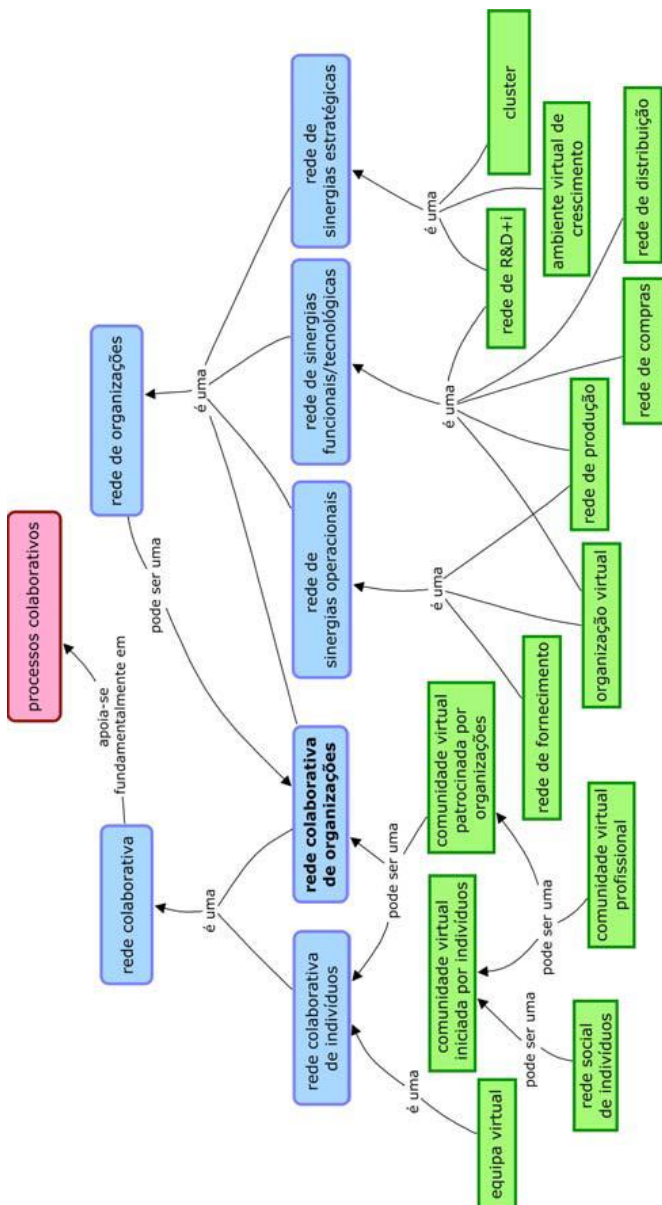 processos colaborativos
apoia-se
fundamentalmente em
rede colaborativa
rede de organizações
pode ser uma
é uma
é uma
rede colaborativa
de indivíduos
rede colaborativa
de organizações
rede de
sinergias operacionais
rede de sinergias
funcionais/tecnológicas
rede de
sinergias estratégicas
é uma
pode ser uma
é uma
é uma
é uma
equipa virtual
comunidade virtual
iniciada por indivíduos
comunidade virtual
patrocinada por
organizações
rede de R&D+i
cluster
pode ser uma
pode ser uma
rede de fornecimento
ambiente virtual de
crescimento
rede social
de indivíduos
comunidade virtual
profissional
organização virtual
rede de produção
rede de compras
rede de distribuição